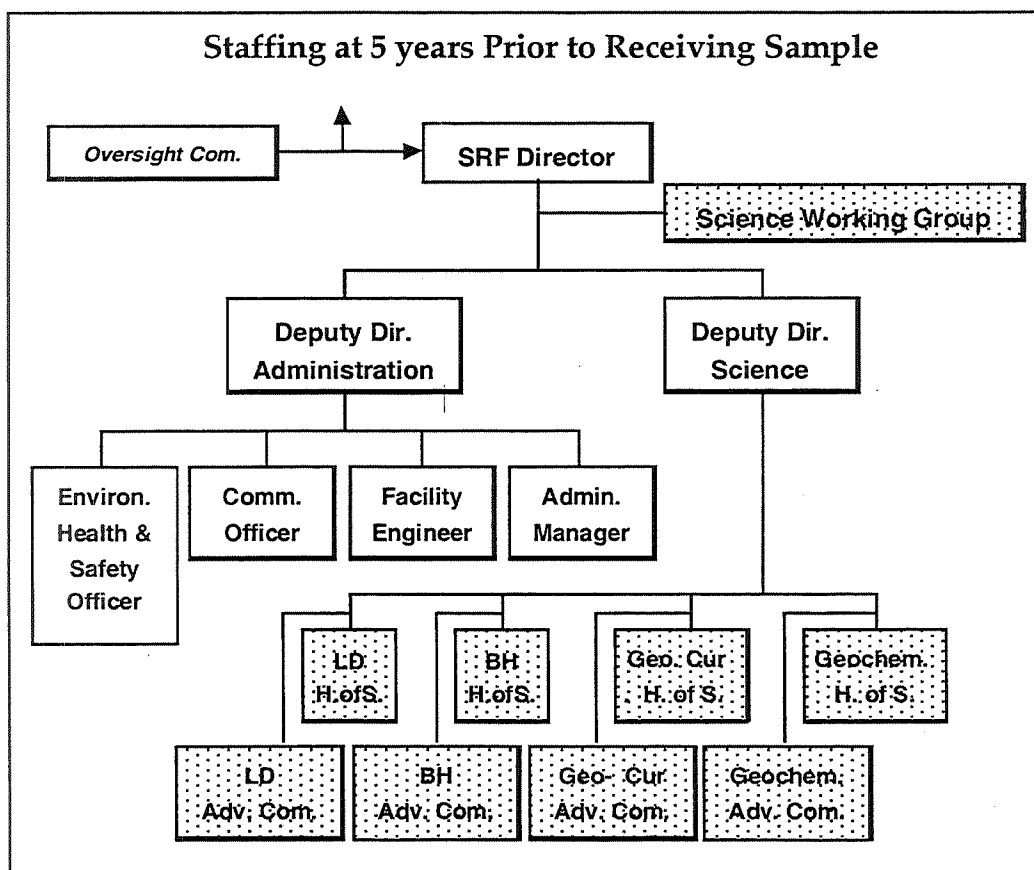 Staffing at 5 years Prior to Receiving Sample
Oversight Com.
SRF Director
Science Working Group
Deputy Dir.
Administration
Deputy Dir.
Science
Environ.
Health &
Safety
Officer
Comm.
Officer
Facility
Engineer
Admin.
Manager
LD
H.ofS.
BH
H.ofS.
Geo. Cur
H. of S.
Geochem.
H. of S.
LD
Adv. Com.
BH
Adv. Com.
Geo- Cur
Adv. Com.
Geochem.
Adv. Com.